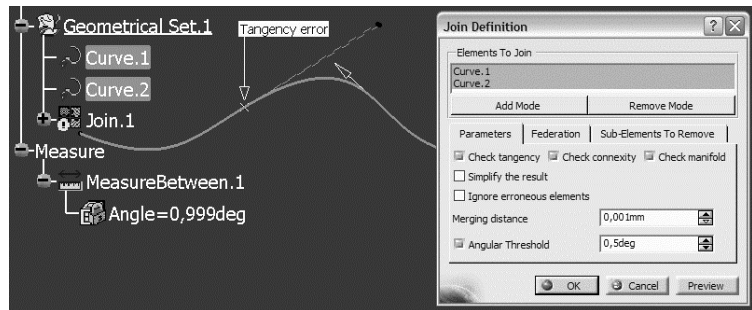 Geometrical Set.1
Tangency error
Curve.1
Curve.2
Join.1
Measure
MeasureBetween.1
Angle=0,999deg
Join Definition
Elements To Join
Curve.1
Curve.2
Add Mode Remove Mode
Parameters Federation Sub-Elements To Remove
Check tangency Check connexity Check manifold
Simplify the result
Ignore erroneous elements
Merging distance 0,001mm
Angular Threshold 0,5deg
OK Cancel Preview